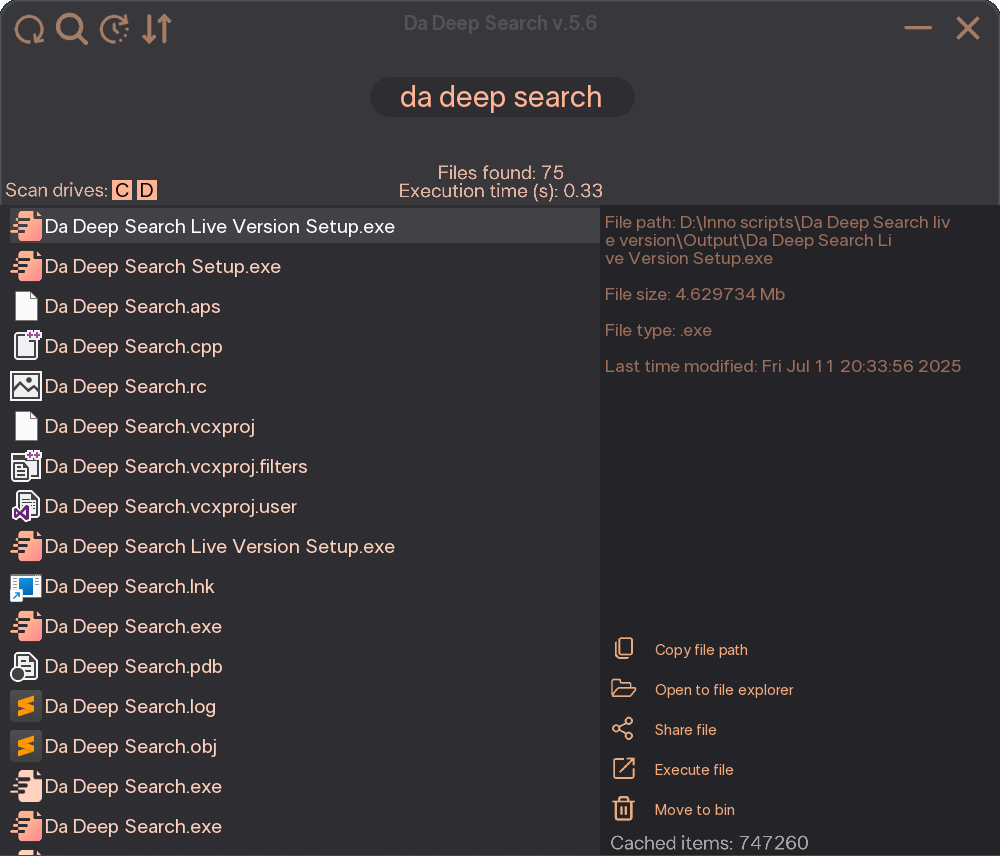 Da Deep Search v.5.6
da deep search
Files found: 75
Scan drives: C D
Execution time (s): 0.33
Da Deep Search Live Version Setup.exe
Da Deep Search Setup.exe
Da Deep Search.aps
Da Deep Search.cpp
Da Deep Search.rc
Da Deep Search.vcxproj
Da Deep Search.vcxproj.filters
Da Deep Search.vcxproj.user
Da Deep Search Live Version Setup.exe
Da Deep Search.lnk
Da Deep Search.exe
Da Deep Search.pdb
Da Deep Search.log
Da Deep Search.obj
Da Deep Search.exe
Da Deep Search.exe
File path: D:\Inno scripts\Da Deep Search liv
e version\Output\Da Deep Search Li
ve Version Setup.exe
File size: 4.629734 Mb
File type: .exe
Last time modified: Fri Jul 11 20:33:56 2025
Copy file path
Open to file explorer
Share file
Execute file
Move to bin
Cached items: 747260